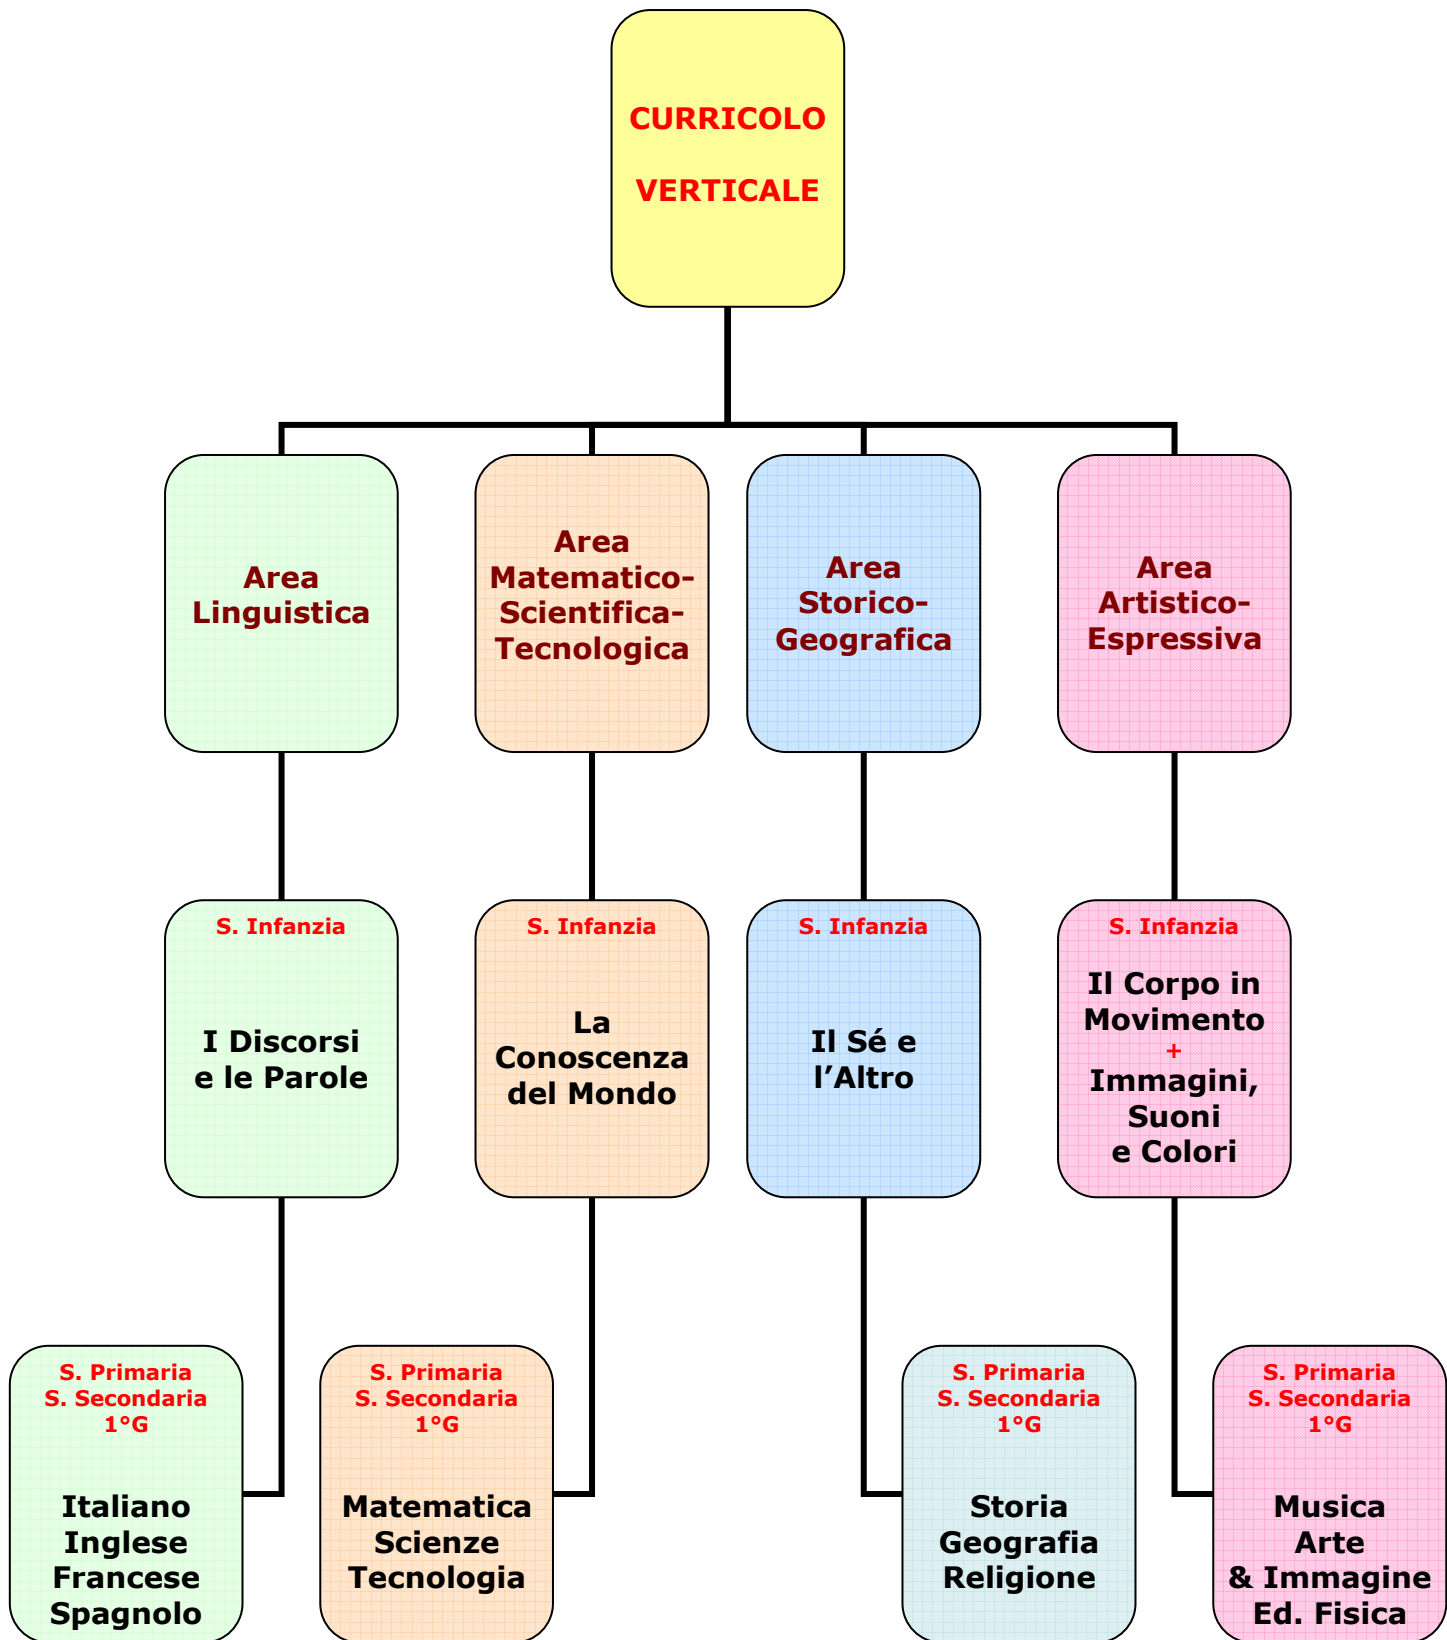 CURRICOLO
VERTICALE
Area
Linguistica
Area
Matematico-
Scientifica-
Tecnologica
Area
Storico-
Geografica
Area
Artistico-
Espressiva
S. Infanzia
I Discorsi
e le Parole
S. Infanzia
La
Conoscenza
del Mondo
S. Infanzia
Il Sé e
l’Altro
S. Infanzia
Il Corpo in
Movimento
+
Immagini,
Suoni
e Colori
S. Primaria
S. Secondaria
1°G
Italiano
Inglese
Francese
Spagnolo
S. Primaria
S. Secondaria
1°G
Matematica
Scienze
Tecnologia
S. Primaria
S. Secondaria
1°G
Storia
Geografia
Religione
S. Primaria
S. Secondaria
1°G
Musica
Arte
& Immagine
Ed. Fisica